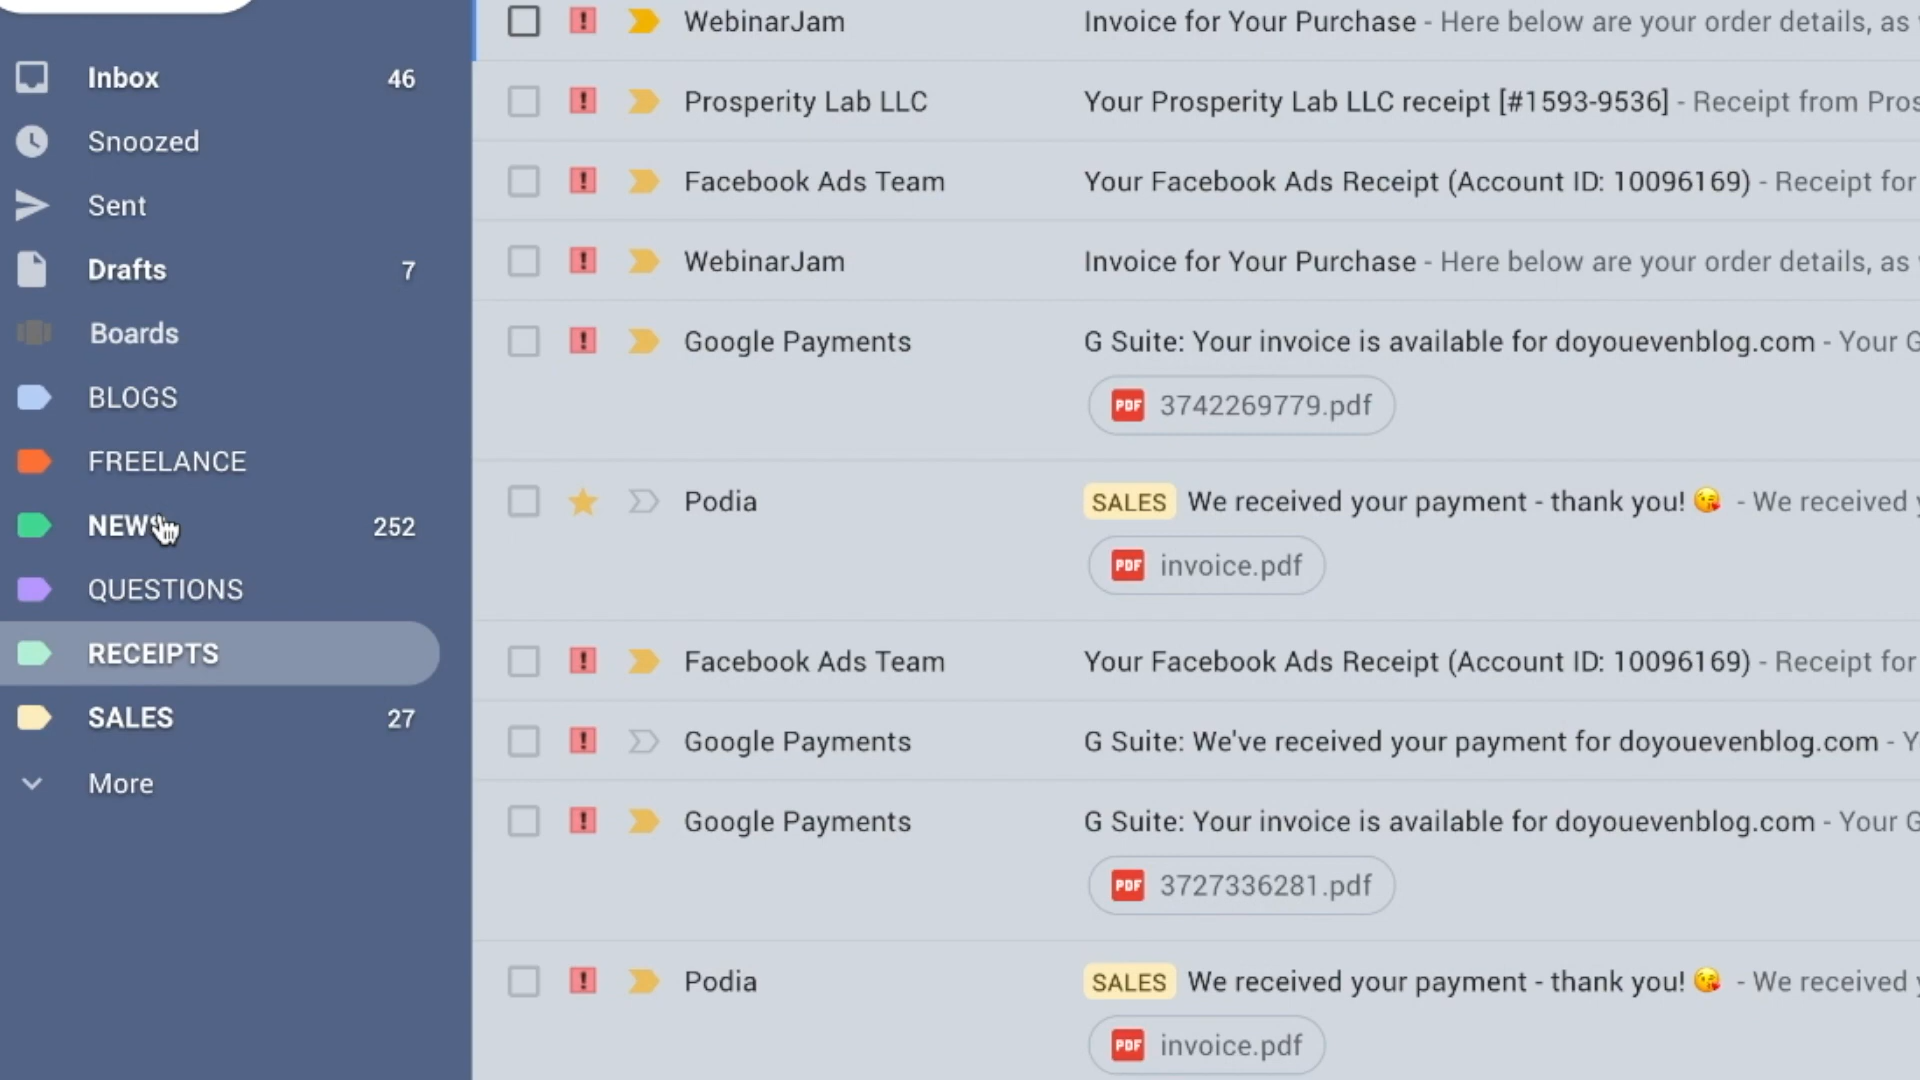 Inbox 46
Snoozed
Sent
Drafts 7
Boards
BLOGS
FREELANCE
NEWS 252
QUESTIONS
RECEIPTS
SALES 27
More
WebinarJam Invoice for Your Purchase - Here below are your order details, as
Prosperity Lab LLC Your Prosperity Lab LLC receipt [#1593-9536] - Receipt from Pros
Facebook Ads Team Your Facebook Ads Receipt (Account ID: 10096169) - Receipt for
WebinarJam Invoice for Your Purchase - Here below are your order details, as
Google Payments G Suite: Your invoice is available for doyouevenblog.com - Your G
PDF 3742269779.pdf
Podia SALES We received your payment - thank you! 😘 - We received
PDF invoice.pdf
Facebook Ads Team Your Facebook Ads Receipt (Account ID: 10096169) - Receipt for
Google Payments G Suite: We've received your payment for doyouevenblog.com - Y
Google Payments G Suite: Your invoice is available for doyouevenblog.com - Your G
PDF 3727336281.pdf
Podia SALES We received your payment - thank you! 😘 - We received
PDF invoice.pdf